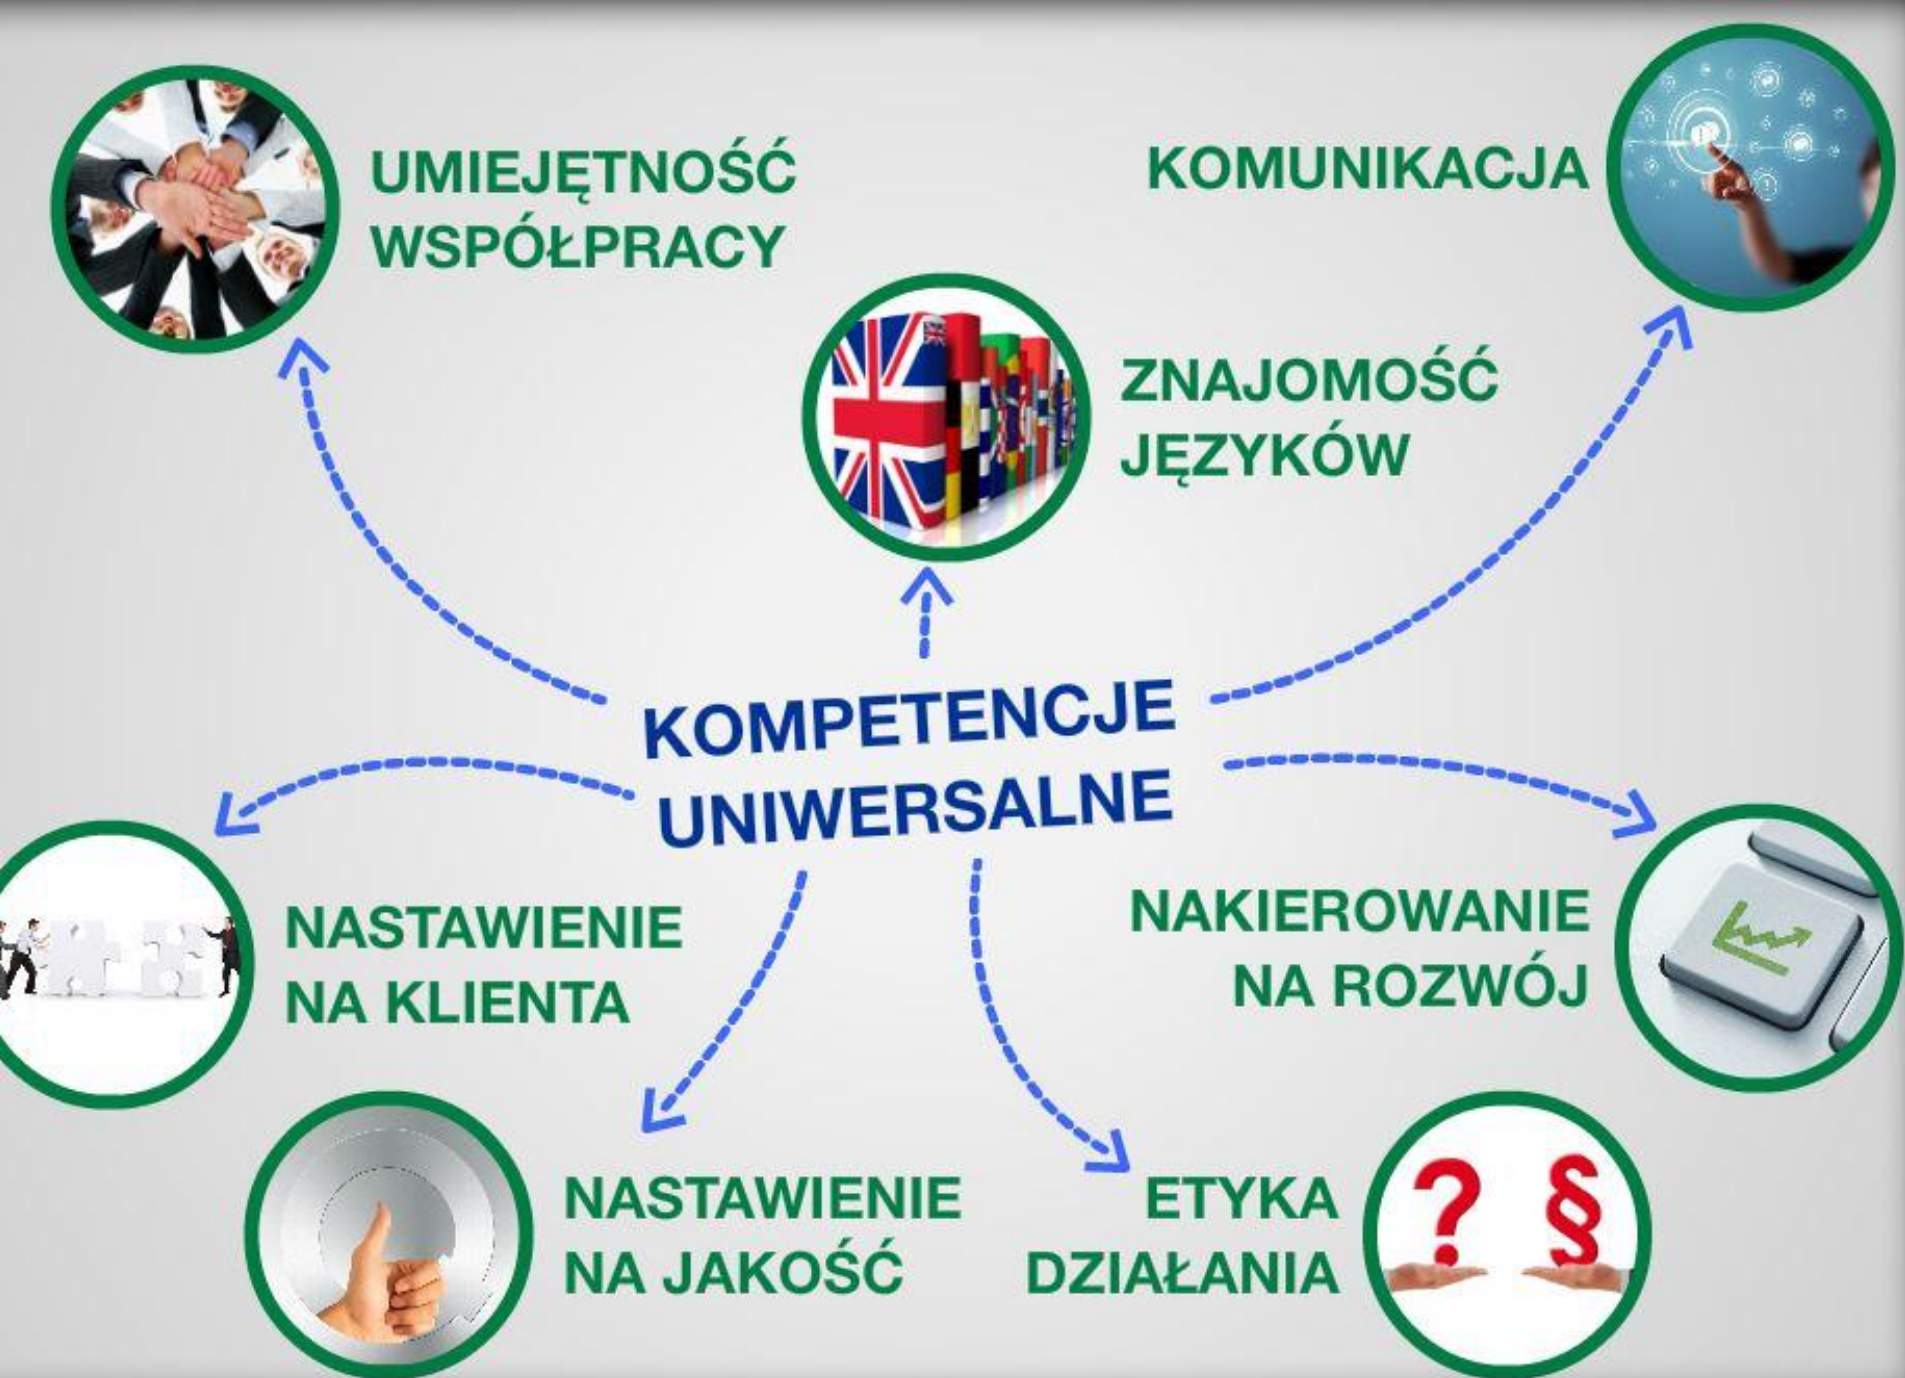 UMIEJĘTNOŚĆ
WSPÓŁPRACY
KOMUNIKACJA
ZNAJOMOŚĆ
JĘZYKÓW
KOMPETENCJE
UNIWERSALNE
NASTAWIENIE
NA KLIENTA
NAKIEROWANIE
NA ROZWÓJ
NASTAWIENIE
NA JAKOŚĆ
ETYKA
DZIAŁANIA
? §